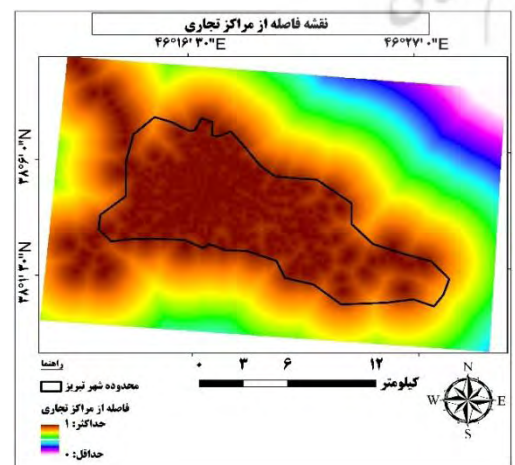 نقشه فاصله از مراکز تجاری
۴۶°۱۶'۳۰"E ۴۶°۲۷'۰"E
۳۸°۶'۰"N
۳۸°۱'۳۰"N
راهنما
محدوده شهر تبریز
فاصله از مراکز تجاری
حداکثر: ۱
حداقل: ۰
۰ ۳ ۶ ۱۲
کیلومتر
N
W E
S